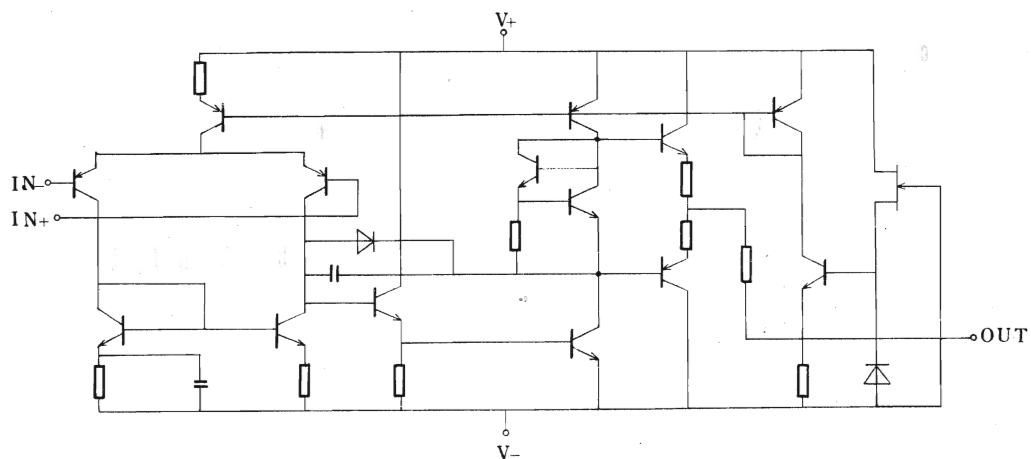 V+
IN-
IN+
OUT
V-